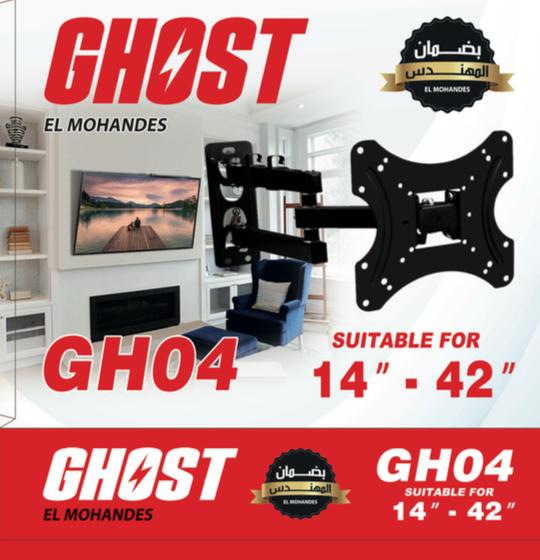 GHOST
EL MOHANDES
بضمان
المهندس
EL MOHANDES
GH04
SUITABLE FOR
14" - 42"
GHOST
EL MOHANDES
بضمان
المهندس
EL MOHANDES
GH04
SUITABLE FOR
14" - 42"